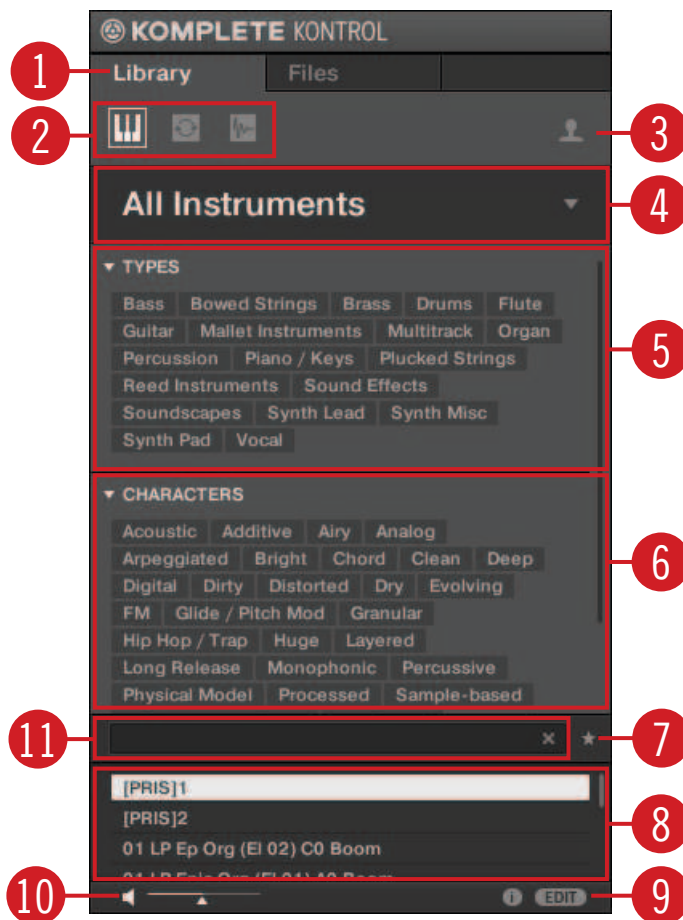 KOMPLETE KONTROL
1 Library Files
2 3
All Instruments 4
TYPES
Bass Bowed Strings Brass Drums Flute
Guitar Mallet Instruments Multitrack Organ
5
Percussion Piano / Keys Plucked Strings
Reed Instruments Sound Effects
Soundscapes Synth Lead Synth Misc
Synth Pad Vocal
CHARACTERS
Acoustic Additive Airy Analog
Arpeggiated Bright Chord Clean Deep
6
Digital Dirty Distorted Dry Evolving
FM Glide / Pitch Mod Granular
Hip Hop / Trap Huge Layered
Long Release Monophonic Percussive
Physical Model Processed Sample-based
11 7
[PRIS]1
[PRIS]2
8
01 LP Ep Org (El 02) C0 Boom
10 i EDIT 9